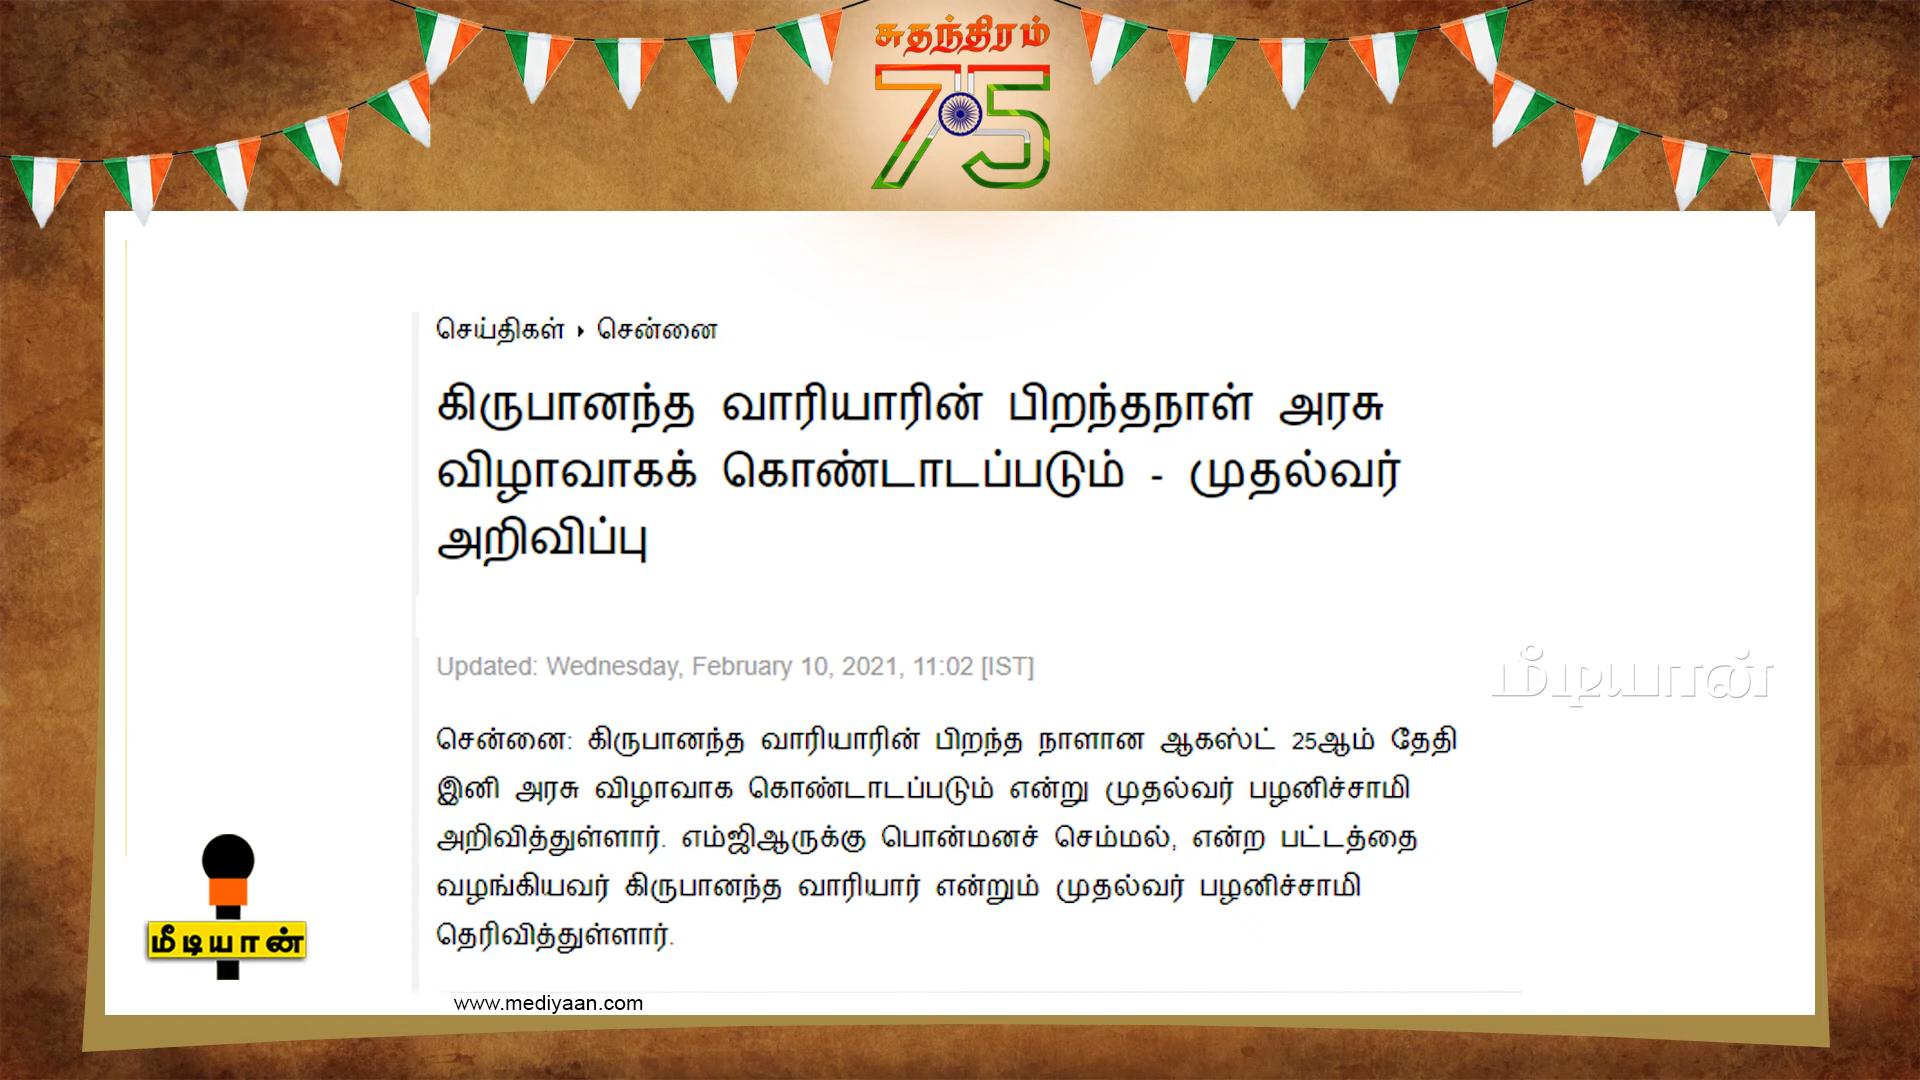 சுதந்திரம்
75
செய்திகள் சென்னை
கிருபானந்த வாரியாரின் பிறந்தநாள் அரசு
விழாவாகக் கொண்டாடப்படும் - முதல்வர்
அறிவிப்பு
Updated: Wednesday, February 10, 2021, 11:02 [IST]
மீடியான்
சென்னை: கிருபானந்த வாரியாரின் பிறந்த நாளான ஆகஸ்ட் 25ஆம் தேதி
இனி அரசு விழாவாக கொண்டாடப்படும் என்று முதல்வர் பழனிச்சாமி
அறிவித்துள்ளார். எம்ஜிஆருக்கு பொன்மனச் செம்மல், என்ற பட்டத்தை
வழங்கியவர் கிருபானந்த வாரியார் என்றும் முதல்வர் பழனிச்சாமி
தெரிவித்துள்ளார்.
மீடியான்
www.mediyaan.com